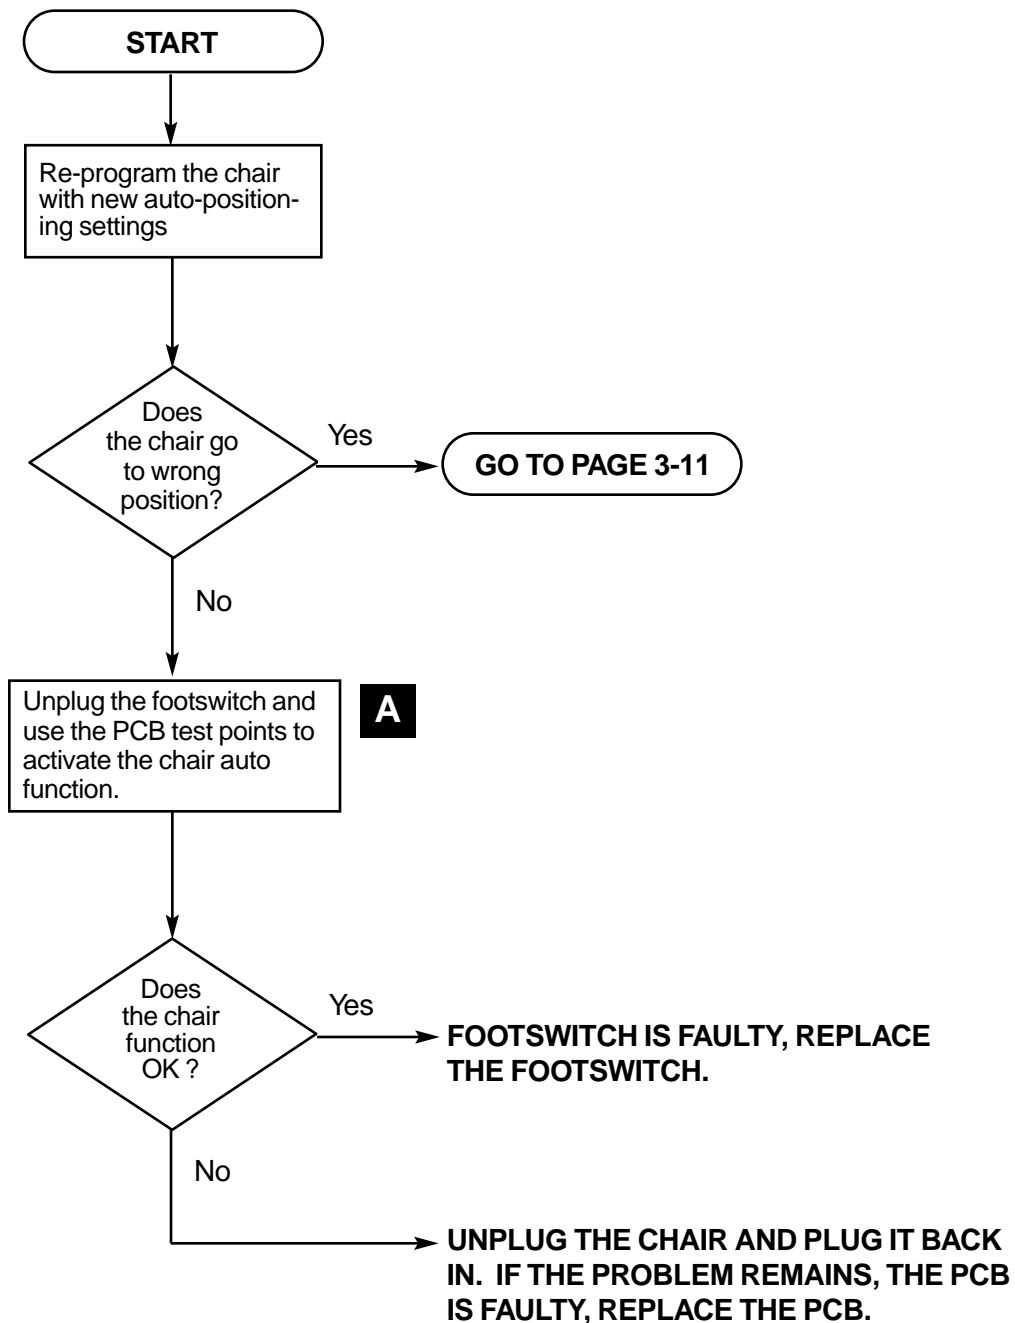 START
Re-program the chair
with new auto-position-
ing settings
Does
the chair go
to wrong
position?
Yes
GO TO PAGE 3-11
No
Unplug the footswitch and
use the PCB test points to
activate the chair auto
function.
A
Does
the chair
function
OK ?
Yes
FOOTSWITCH IS FAULTY, REPLACE
THE FOOTSWITCH.
No
UNPLUG THE CHAIR AND PLUG IT BACK
IN.  IF THE PROBLEM REMAINS, THE PCB
IS FAULTY, REPLACE THE PCB.